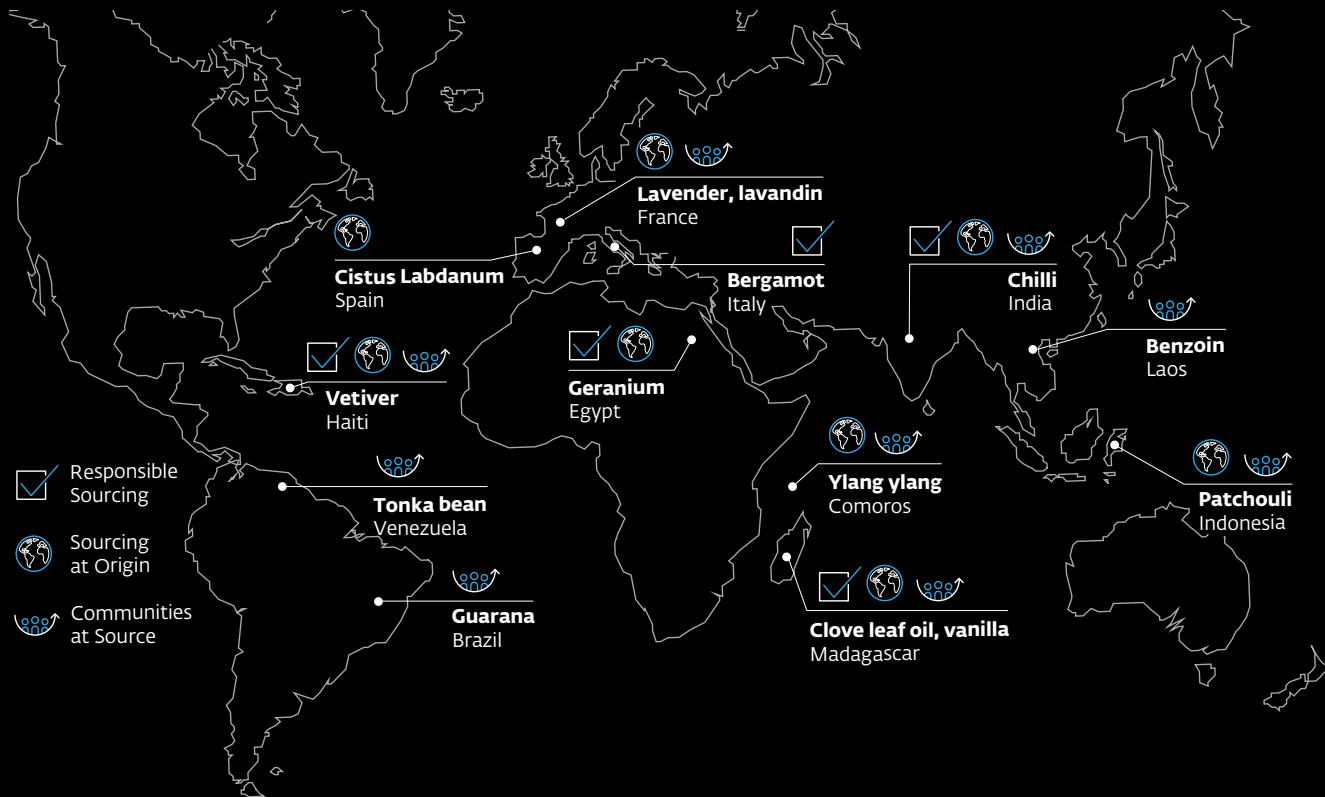 Lavender, lavandin
France
Cistus Labdanum
Spain
Bergamot
Italy
Chilli
India
Benzoin
Laos
Vetiver
Haiti
Geranium
Egypt
Ylang ylang
Comoros
Patchouli
Indonesia
Tonka bean
Venezuela
Guarana
Brazil
Clove leaf oil, vanilla
Madagascar
Responsible
Sourcing
Sourcing
at Origin
Communities
at Source